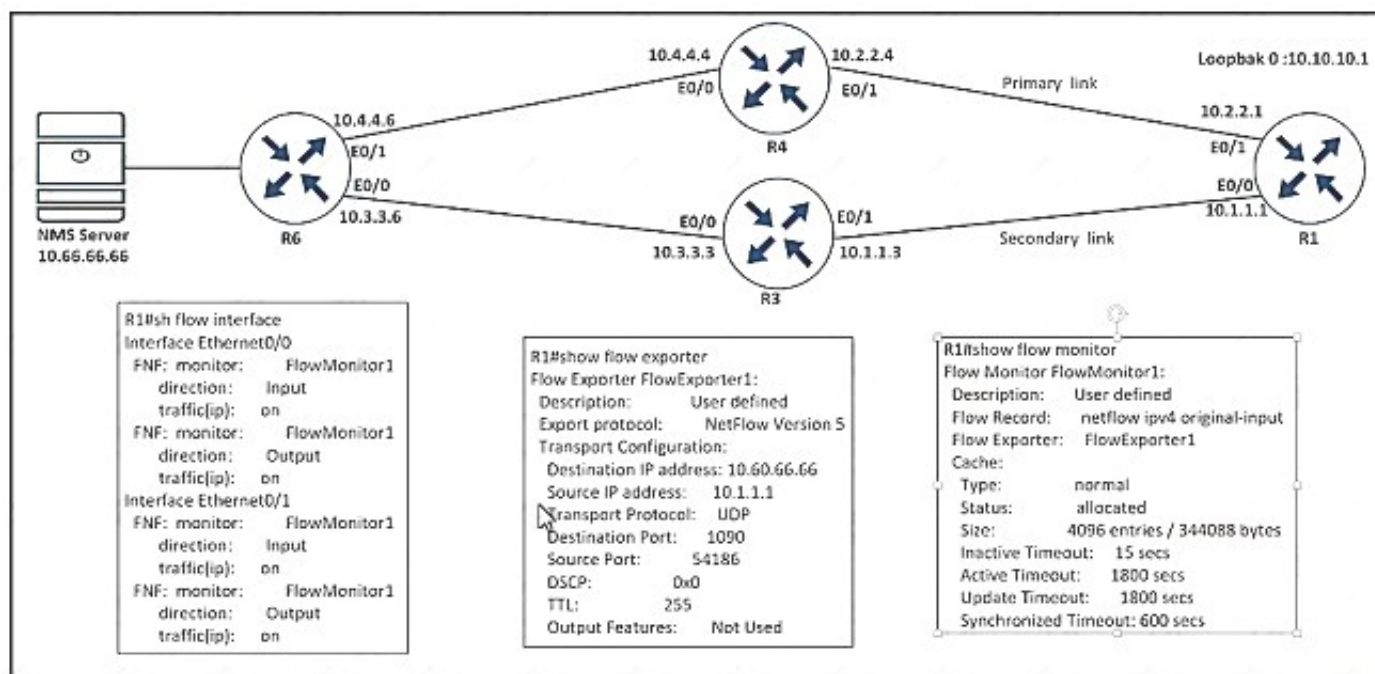 10.4.4.4
10.2.2.4
Loopbak 0 :10.10.10.1
E0/0
E0/1
Primary link
10.4.4.6
10.2.2.1
E0/1
R4
E0/1
E0/0
E0/0
10.3.3.6
E0/0
E0/1
10.1.1.1
NMS Server
10.66.66.66
R6
10.3.3.3
10.1.1.3
Secondary link
R1
R3
R1#sh flow interface
Interface Ethernet0/0
FNF: monitor: FlowMonitor1
direction: Input
traffic(ip): on
FNF: monitor: FlowMonitor1
direction: Output
traffic(ip): on
Interface Ethernet0/1
FNF: monitor: FlowMonitor1
direction: Input
traffic(ip): on
FNF: monitor: FlowMonitor1
direction: Output
traffic(ip): on
R1#show flow exporter
Flow Exporter FlowExporter1:
Description: User defined
Export protocol: NetFlow Version 5
Transport Configuration:
Destination IP address: 10.60.66.66
Source IP address: 10.1.1.1
Transport Protocol: UDP
Destination Port: 1090
Source Port: 54186
DSCP: 0x0
TTL: 255
Output Features: Not Used
R1#show flow monitor
Flow Monitor FlowMonitor1:
Description: User defined
Flow Record: netflow ipv4 original-input
Flow Exporter: FlowExporter1
Cache:
Type: normal
Status: allocated
Size: 4096 entries / 344088 bytes
Inactive Timeout: 15 secs
Active Timeout: 1800 secs
Update Timeout: 1800 secs
Synchronized Timeout: 600 secs